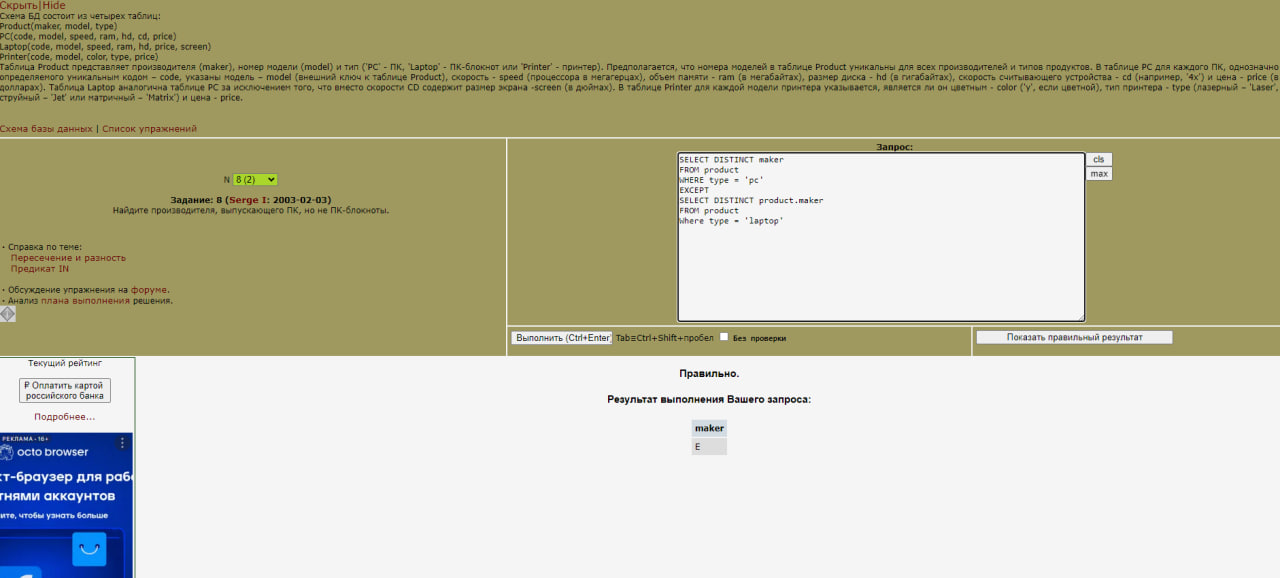 Скрыть|Hide
Схема БД состоит из четырех таблиц:
Product(maker, model, type)
PC(code, model, speed, ram, hd, cd, price)
Laptop(code, model, speed, ram, hd, price, screen)
Printer(code, model, color, type, price)
Таблица Product представляет производителя (maker), номер модели (model) и тип ('PC' - ПК, 'Laptop' - ПК-блокнот или 'Printer' - принтер). Предполагается, что номера моделей в таблице Product уникальны для всех производителей и типов продуктов. В таблице PC для каждого ПК, однозначно
определяемого уникальным кодом – code, указаны модель – model (внешний ключ к таблице Product), скорость - speed (процессора в мегагерцах), объем памяти - ram (в мегабайтах), размер диска - hd (в гигабайтах), скорость считывающего устройства - cd (например, '4x') и цена - price (в
долларах). Таблица Laptop аналогична таблице PC за исключением того, что вместо скорости CD содержит размер экрана -screen (в дюймах). В таблице Printer для каждой модели принтера указывается, является ли он цветным - color ('y', если цветной), тип принтера - type (лазерный – 'Laser',
струйный – 'Jet' или матричный – 'Matrix') и цена - price.
Схема базы данных | Список упражнений
N 8 (2)
Задание: 8 (Serge I: 2003-02-03)
Найдите производителя, выпускающего ПК, но не ПК-блокноты.
· Справка по теме:
Пересечение и разность
Предикат IN
· Обсуждение упражнения на форуме.
· Анализ плана выполнения решения.
Запрос:
SELECT DISTINCT maker
FROM product
WHERE type = 'pc'
EXCEPT
SELECT DISTINCT product.maker
FROM product
Where type = 'laptop'
cls
max
Выполнить (Ctrl+Enter) Tab=Ctrl+Shift+пробел Без проверки
Показать правильный результат
Текущий рейтинг
₽ Оплатить картой
российского банка
Подробнее...
РЕКЛАМА • 16+
octo browser
кт-браузер для рабо
тнями аккаунтов
ите, чтобы узнать больше
Правильно.
Результат выполнения Вашего запроса:
maker
E